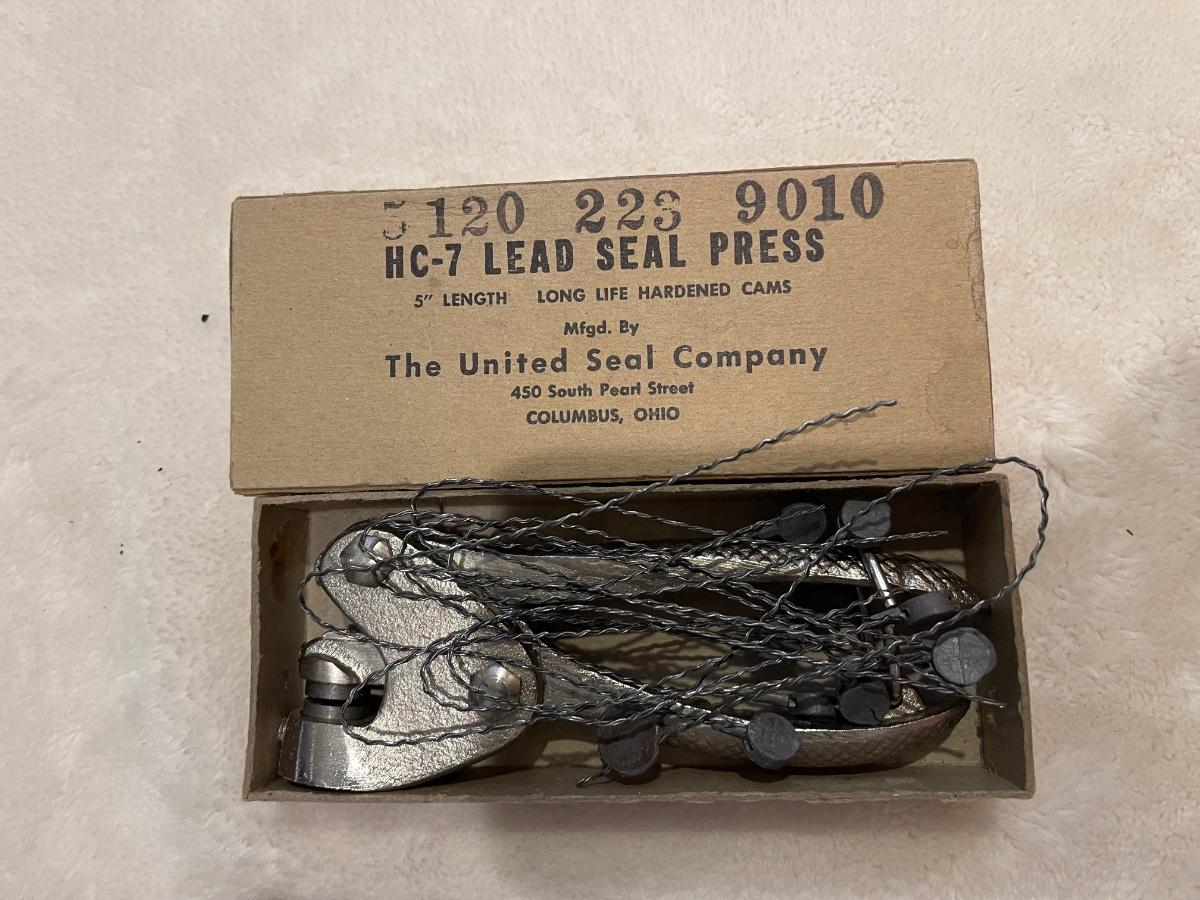 5120 223 9010
HC-7 LEAD SEAL PRESS
5" LENGTH LONG LIFE HARDENED CAMS
Mfgd. By
The United Seal Company
450 South Pearl Street
COLUMBUS, OHIO